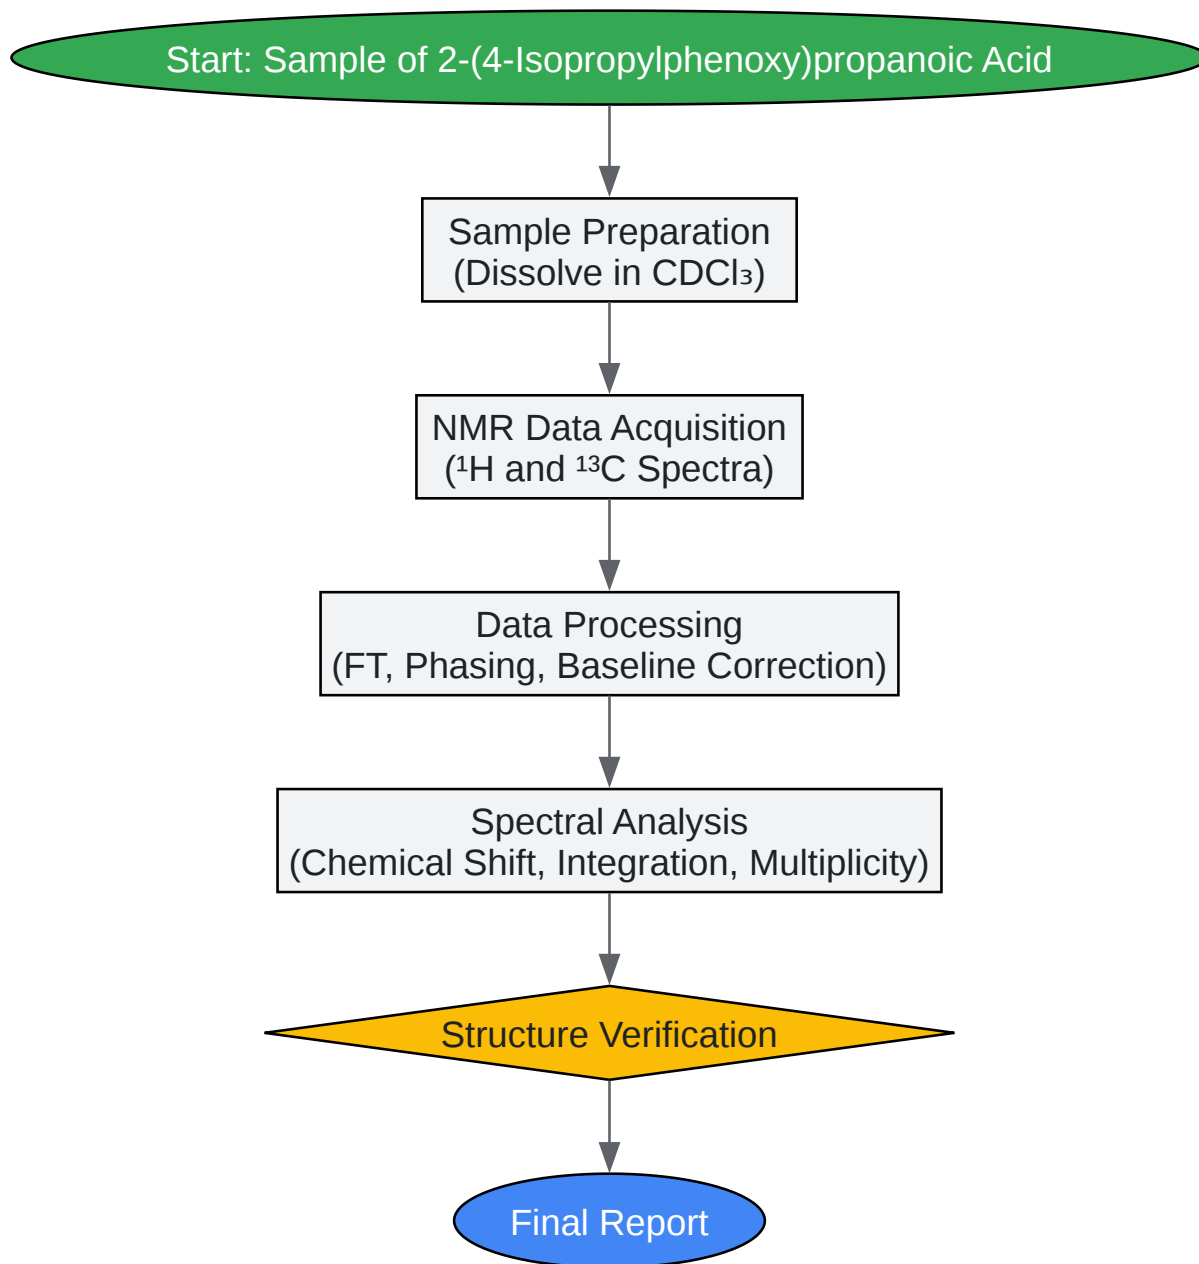 Start: Sample of 2-(4-Isopropylphenoxy)propanoic Acid
Sample Preparation
(Dissolve in CDCl₃)
NMR Data Acquisition
(¹H and ¹³C Spectra)
Data Processing
(FT, Phasing, Baseline Correction)
Spectral Analysis
(Chemical Shift, Integration, Multiplicity)
Structure Verification
Final Report